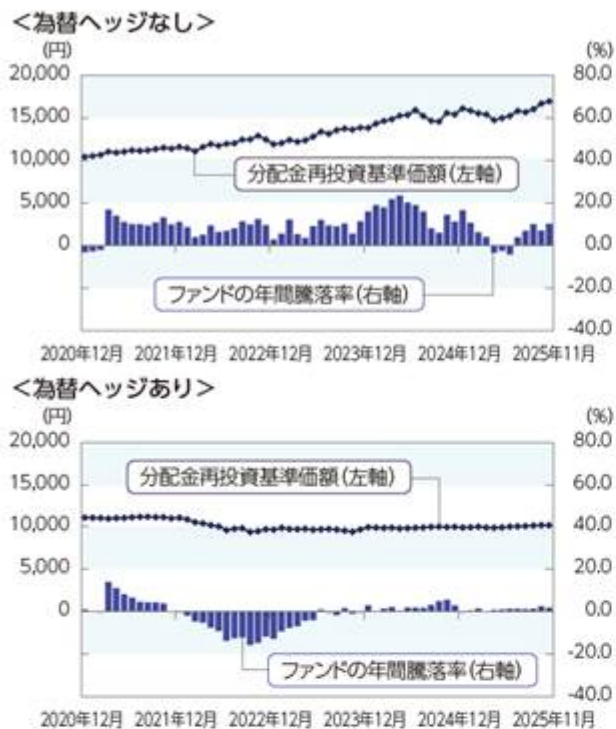 ＜為替ヘッジなし＞
(円) (%)
20,000 80.0
15,000 60.0
10,000 40.0
分配金再投資基準価額(左軸)
5,000 20.0
0 0
ファンドの年間騰落率(右軸)
-20.0
-40.0
2020年12月 2021年12月 2022年12月 2023年12月 2024年12月 2025年11月
＜為替ヘッジあり＞
(円) (%)
20,000 80.0
分配金再投資基準価額(左軸)
15,000 60.0
10,000 40.0
5,000 20.0
0 0.0
ファンドの年間騰落率(右軸)
-20.0
-40.0
2020年12月 2021年12月 2022年12月 2023年12月 2024年12月 2025年11月